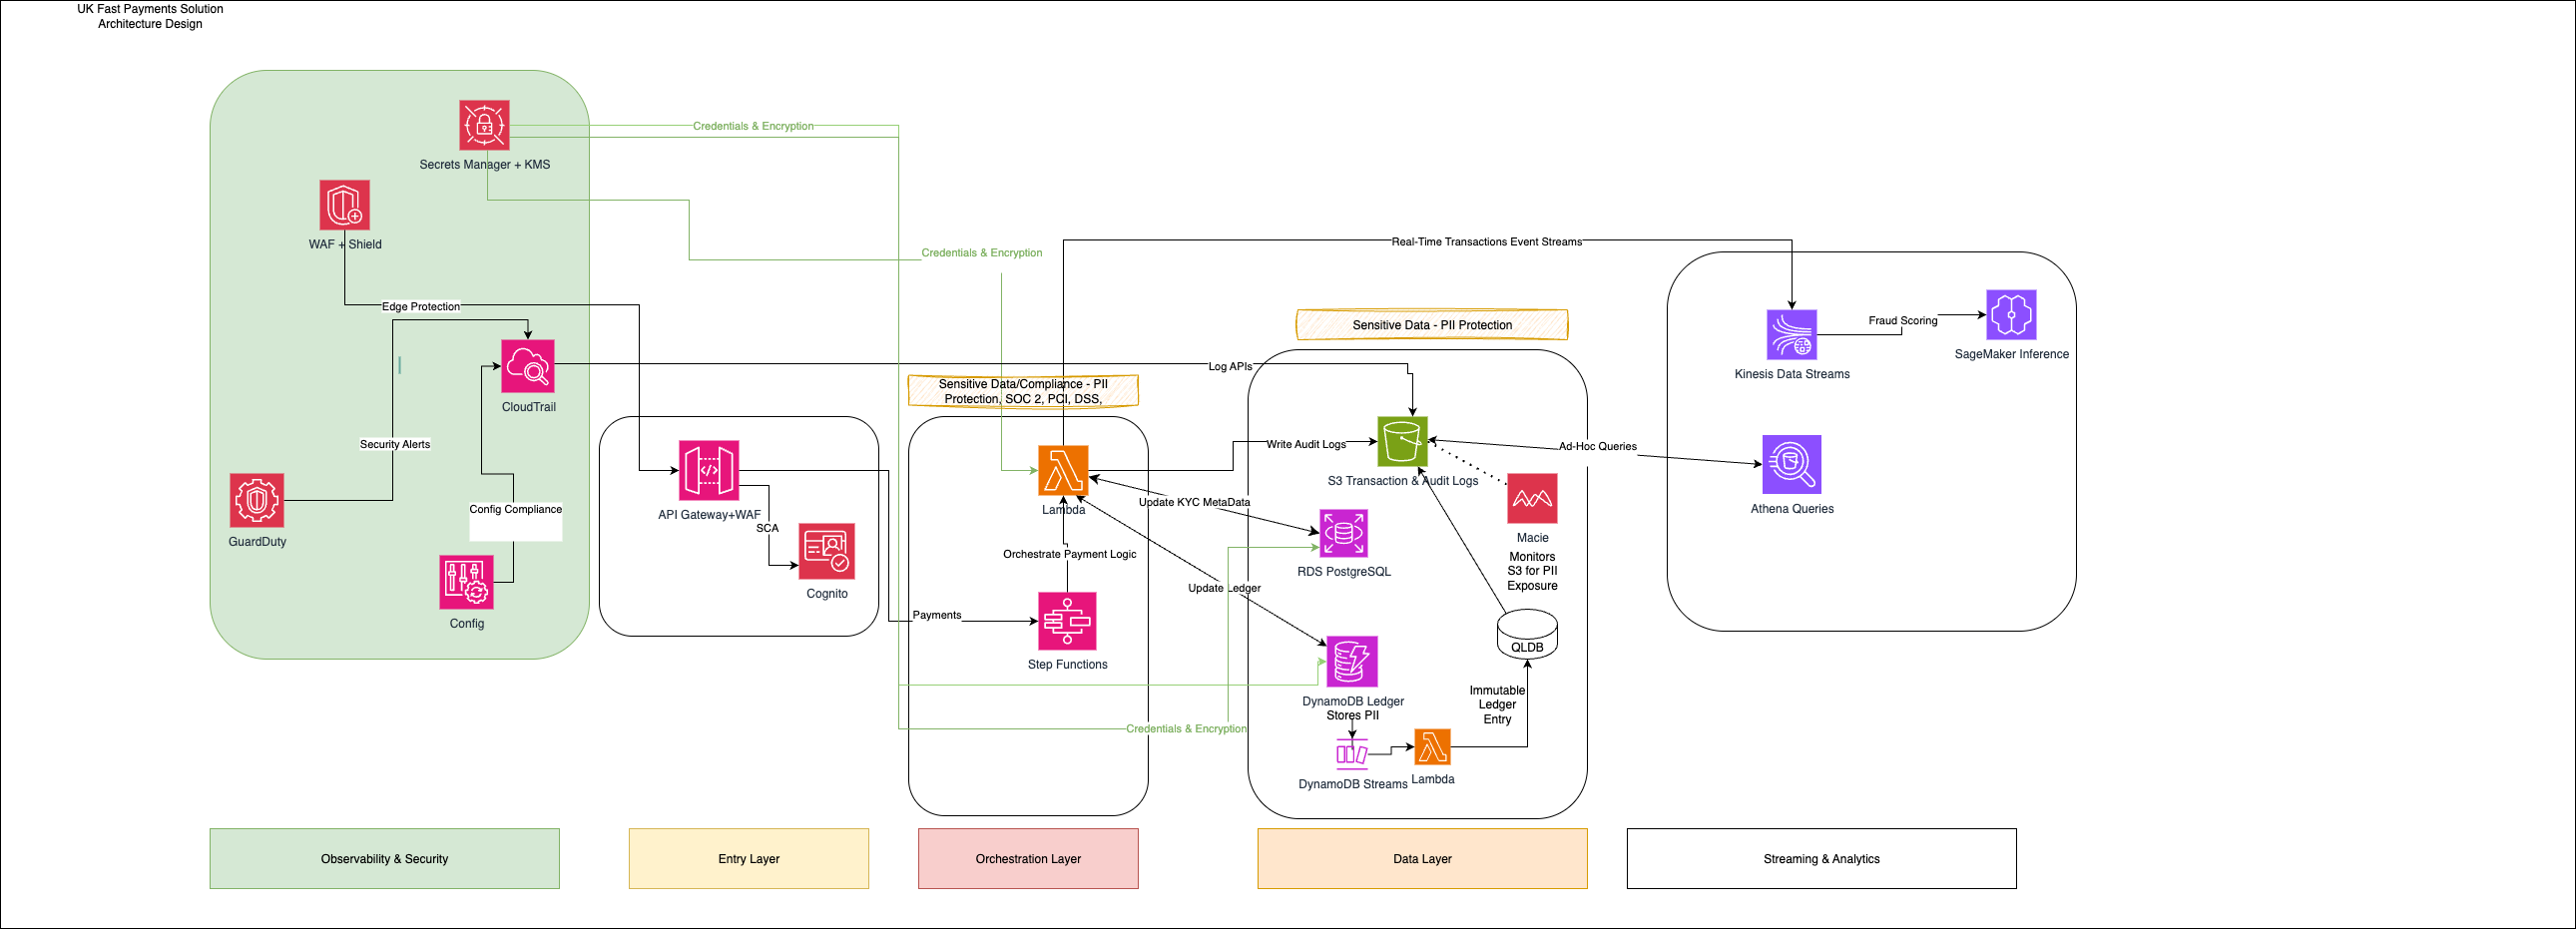 UK Fast Payments Solution
Architecture Design
Secrets Manager + KMS
Credentials & Encryption
WAF + Shield
Edge Protection
Credentials & Encryption
CloudTrail
Security Alerts
GuardDuty
Config Compliance
Config
API Gateway+WAF
SCA
Cognito
Payments
Sensitive Data/Compliance - PII
Protection, SOC 2, PCI, DSS,
Lambda
Orchestrate Payment Logic
Step Functions
Real-Time Transactions Event Streams
Log APIs
Write Audit Logs
Update KYC MetaData
Update Ledger
Credentials & Encryption
Sensitive Data - PII Protection
S3 Transaction & Audit Logs
RDS PostgreSQL
Macie
Monitors
S3 for PII
Exposure
QLDB
DynamoDB Ledger
Stores PII
Immutable
Ledger
Entry
DynamoDB Streams
Lambda
Ad-Hoc Queries
Kinesis Data Streams
Fraud Scoring
SageMaker Inference
Athena Queries
Observability & Security
Entry Layer
Orchestration Layer
Data Layer
Streaming & Analytics